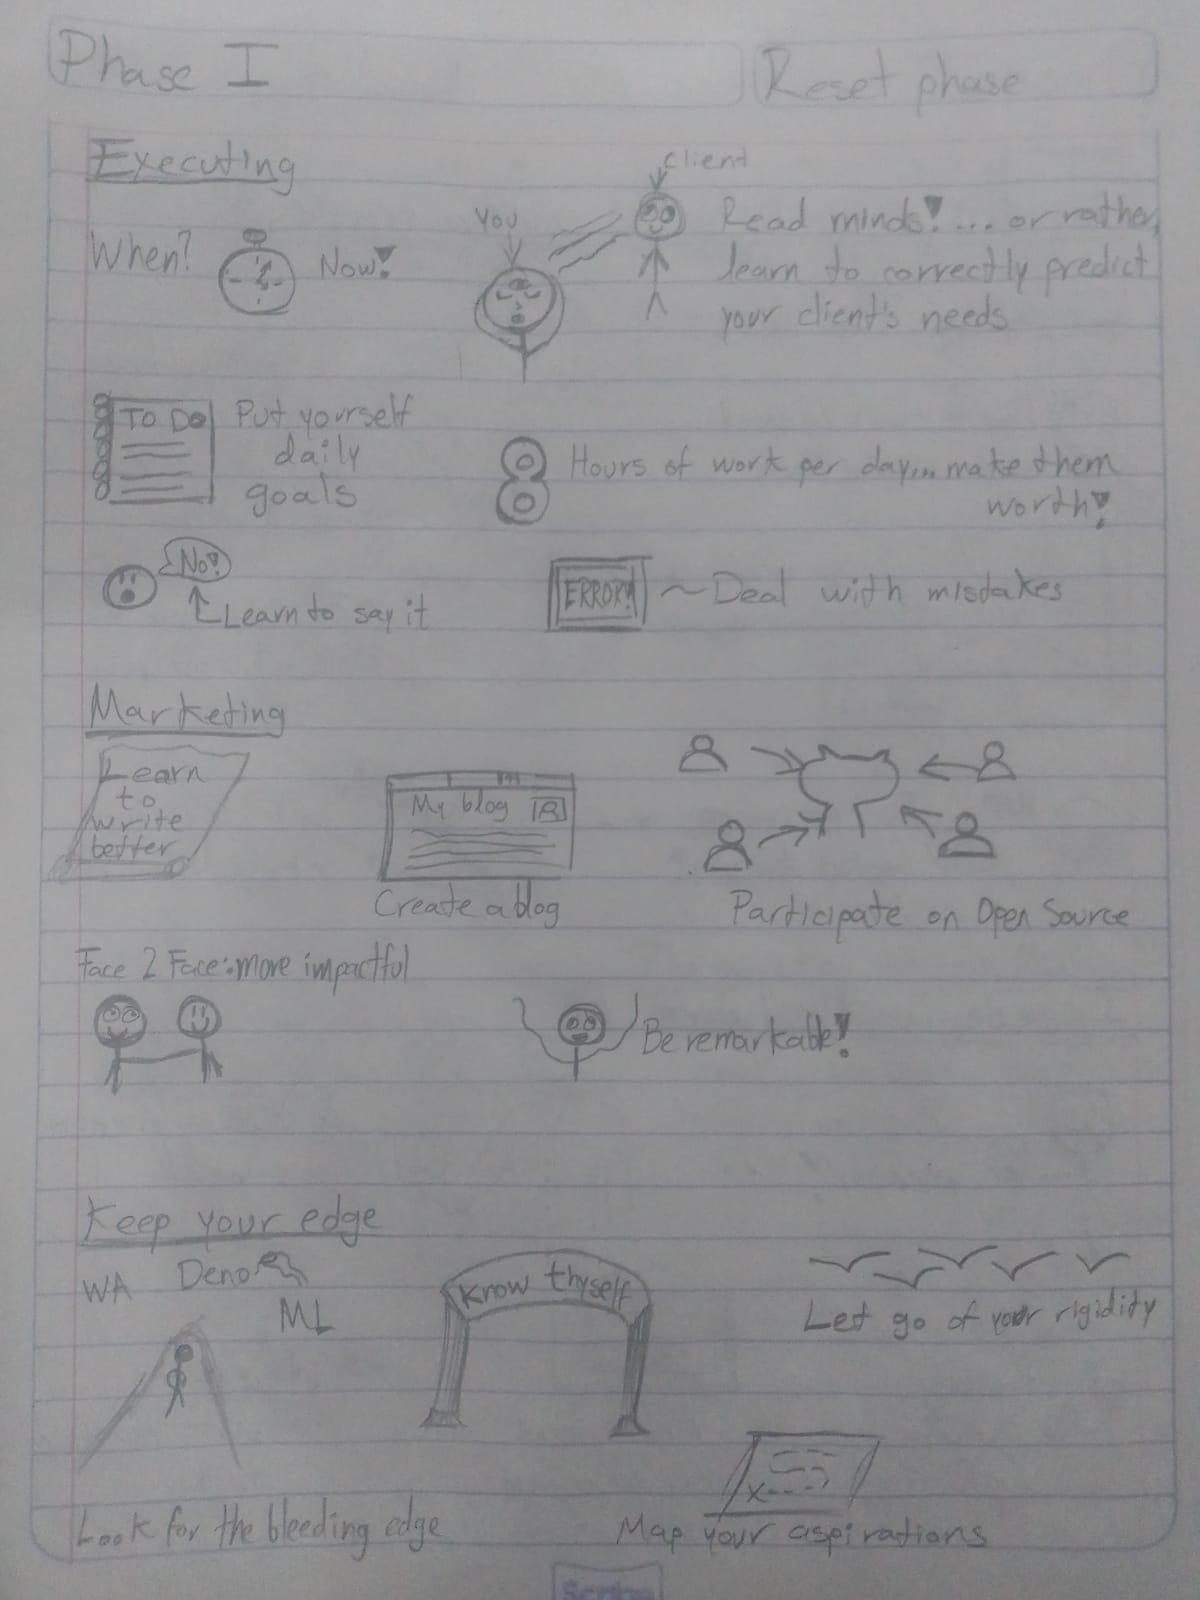 Phase I
Reset phase
Executing
When?
Now!
You
Client
Read minds! ... or rather,
learn to correctly predict
your client's needs
TO DO
Put yourself
daily
goals
8 Hours of work per day... make them
worth!
No!
Learn to say it
ERROR!
~ Deal with mistakes
Marketing
Learn
to
write
better
My blog
Create a blog
Participate on Open Source
Face 2 Face: more impactful
Be remarkable!
Keep your edge
WA
Deno
ML
Look for the bleeding edge
Know thyself
Let go of your rigidity
X
Map your aspirations
Scribe